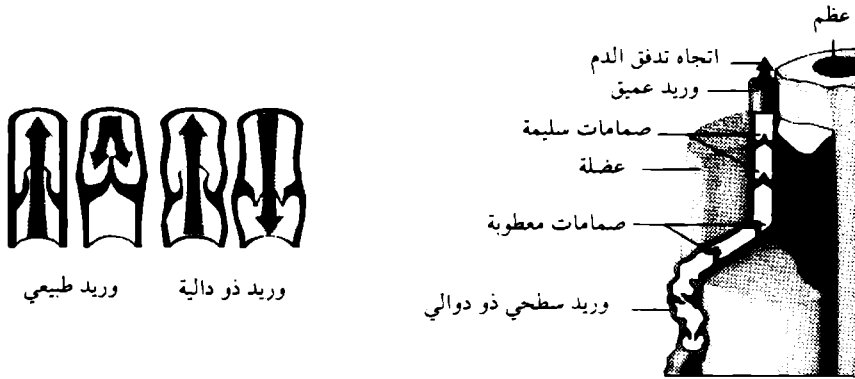 عظم
اتجاه تدفق الدم
وريد عميق
صمامات سليمة
عضلة
صمامات معطوبة
وريد سطحي ذو دوالي
وريد ذو دالية
وريد طبيعي